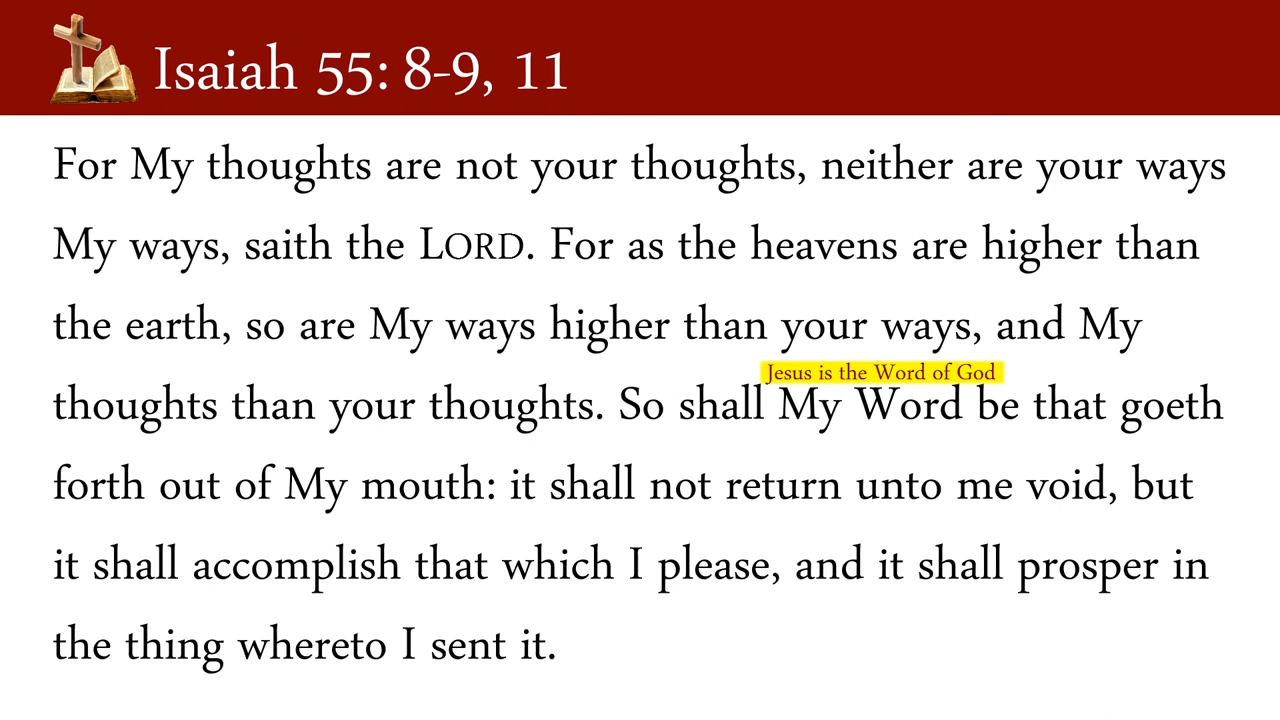 Isaiah 55: 8-9, 11
For My thoughts are not your thoughts, neither are your ways
My ways, saith the LORD. For as the heavens are higher than
the earth, so are My ways higher than your ways, and My
Jesus is the Word of God
thoughts than your thoughts. So shall My Word be that goeth
forth out of My mouth: it shall not return unto me void, but
it shall accomplish that which I please, and it shall prosper in
the thing whereto I sent it.